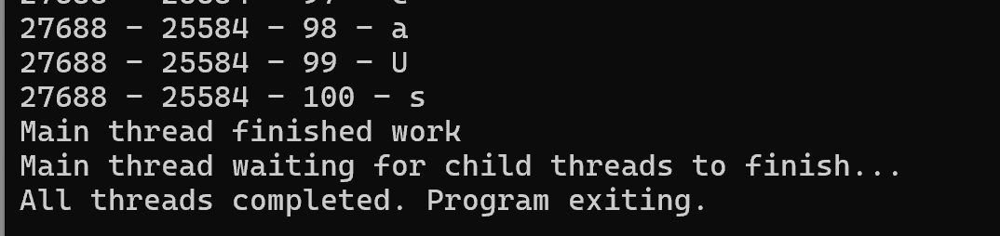 27688 - 25584 - 98 - a
27688 - 25584 - 99 - U
27688 - 25584 - 100 - s
Main thread finished work
Main thread waiting for child threads to finish...
All threads completed. Program exiting.